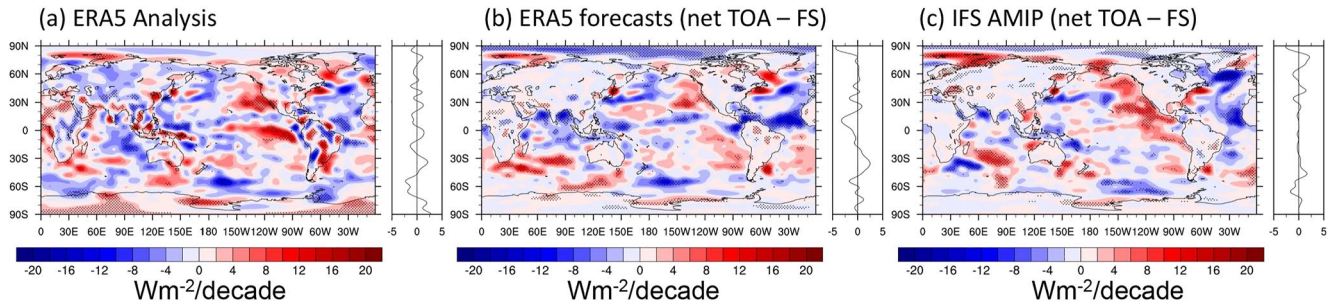 (a) ERA5 Analysis
(b) ERA5 forecasts (net TOA – FS)
(c) IFS AMIP (net TOA – FS)
90N
60N
30N
0
30S
60S
90S
0 30E 60E 90E 120E 150E 180 150W 120W 90W 60W 30W
-5 0 5
90N
60N
30N
0
30S
60S
90S
0 30E 60E 90E 120E 150E 180 150W 120W 90W 60W 30W
-5 0 5
90N
60N
30N
0
30S
60S
90S
0 30E 60E 90E 120E 150E 180 150W 120W 90W 60W 30W
-5 0 5
-20 -16 -12 -8 -4 0 4 8 12 16 20
Wm-2/decade
-20 -16 -12 -8 -4 0 4 8 12 16 20
Wm-2/decade
-20 -16 -12 -8 -4 0 4 8 12 16 20
Wm-2/decade